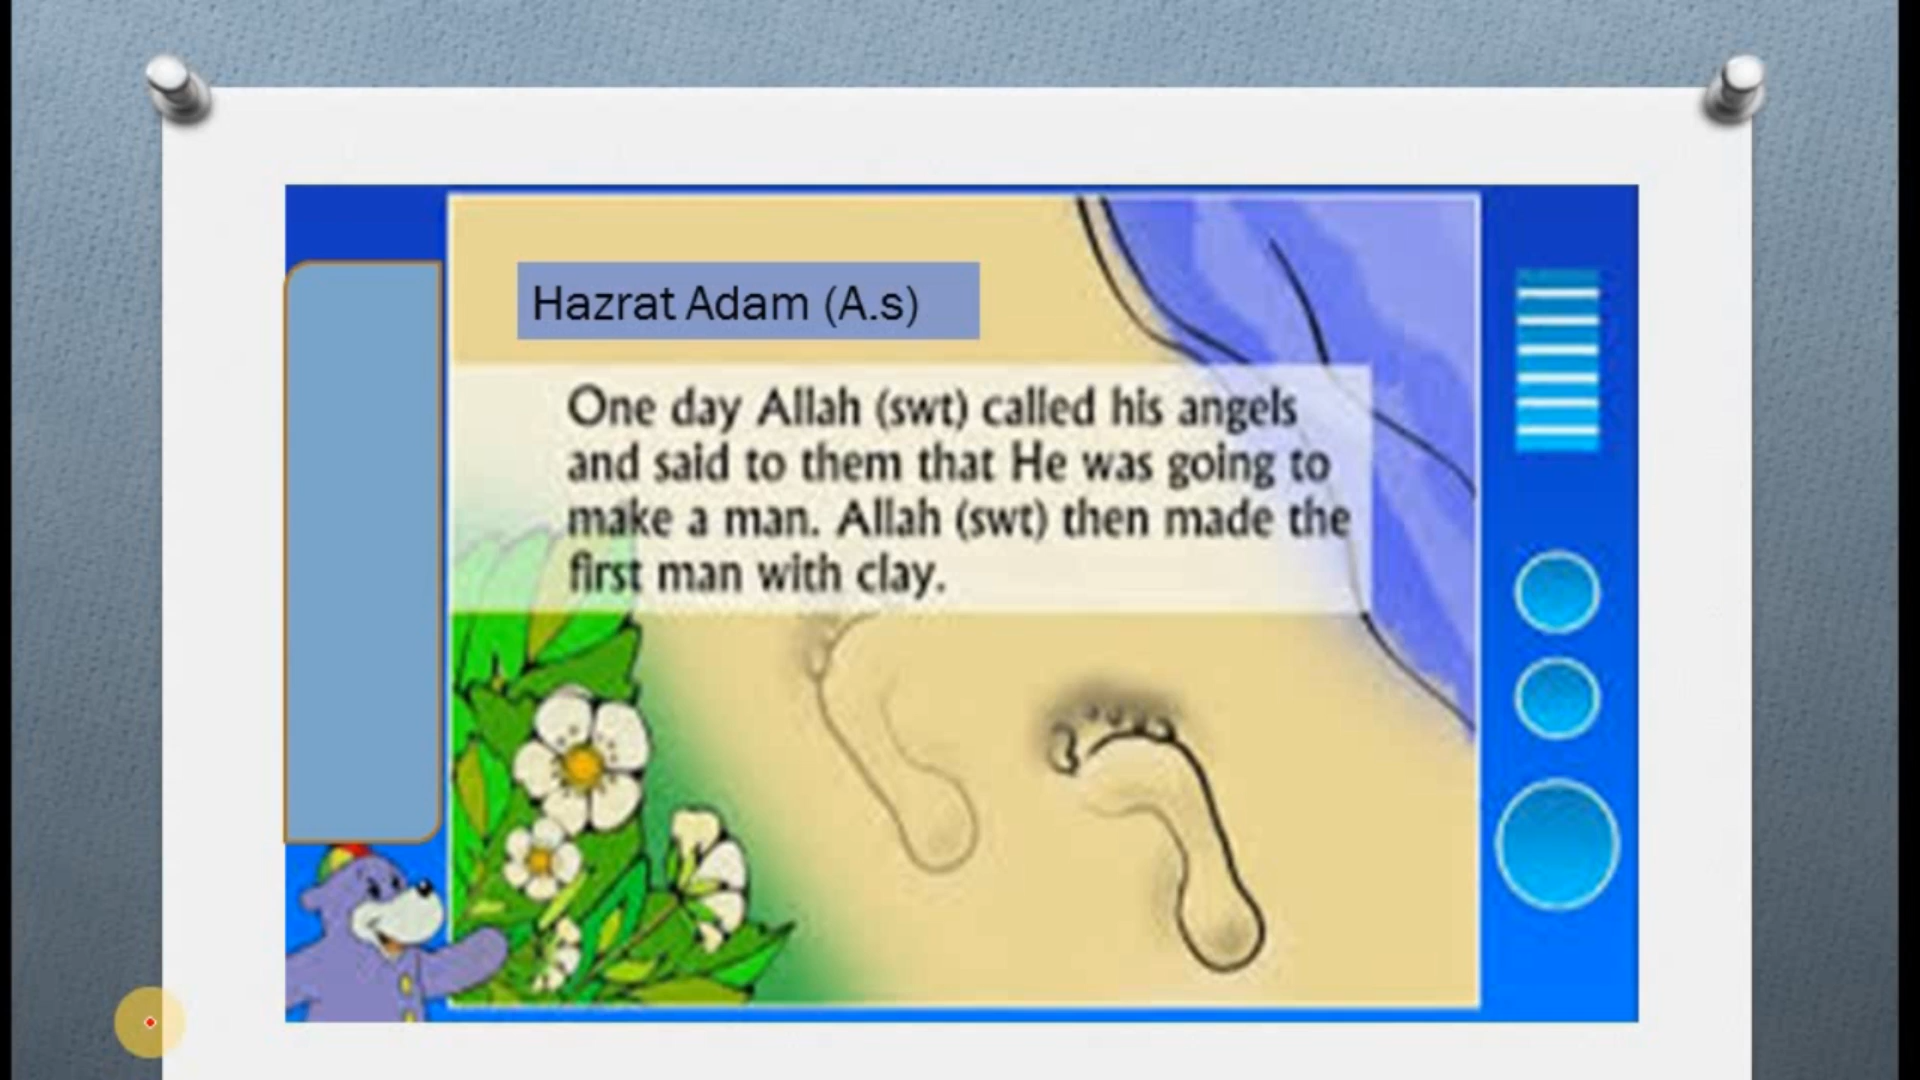 Hazrat Adam (A.s)
One day Allah (swt) called his angels
and said to them that He was going to
make a man. Allah (swt) then made the
first man with clay.